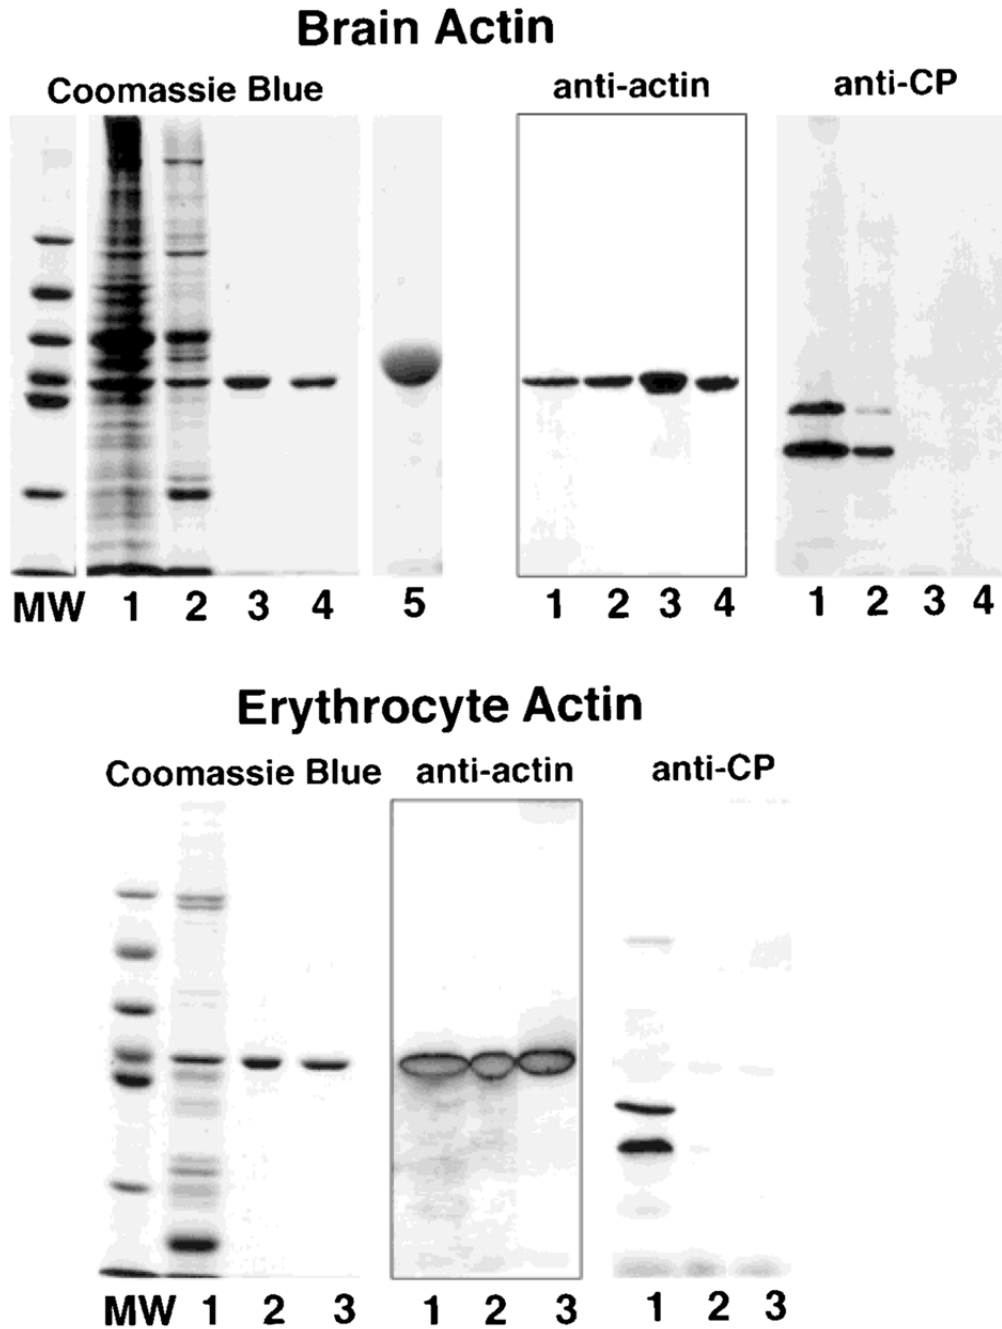 Brain Actin
Coomassie Blue anti-actin anti-CP
MW 1 2 3 4 5 1 2 3 4 1 2 3 4
Erythrocyte Actin
Coomassie Blue anti-actin anti-CP
MW 1 2 3 1 2 3 1 2 3